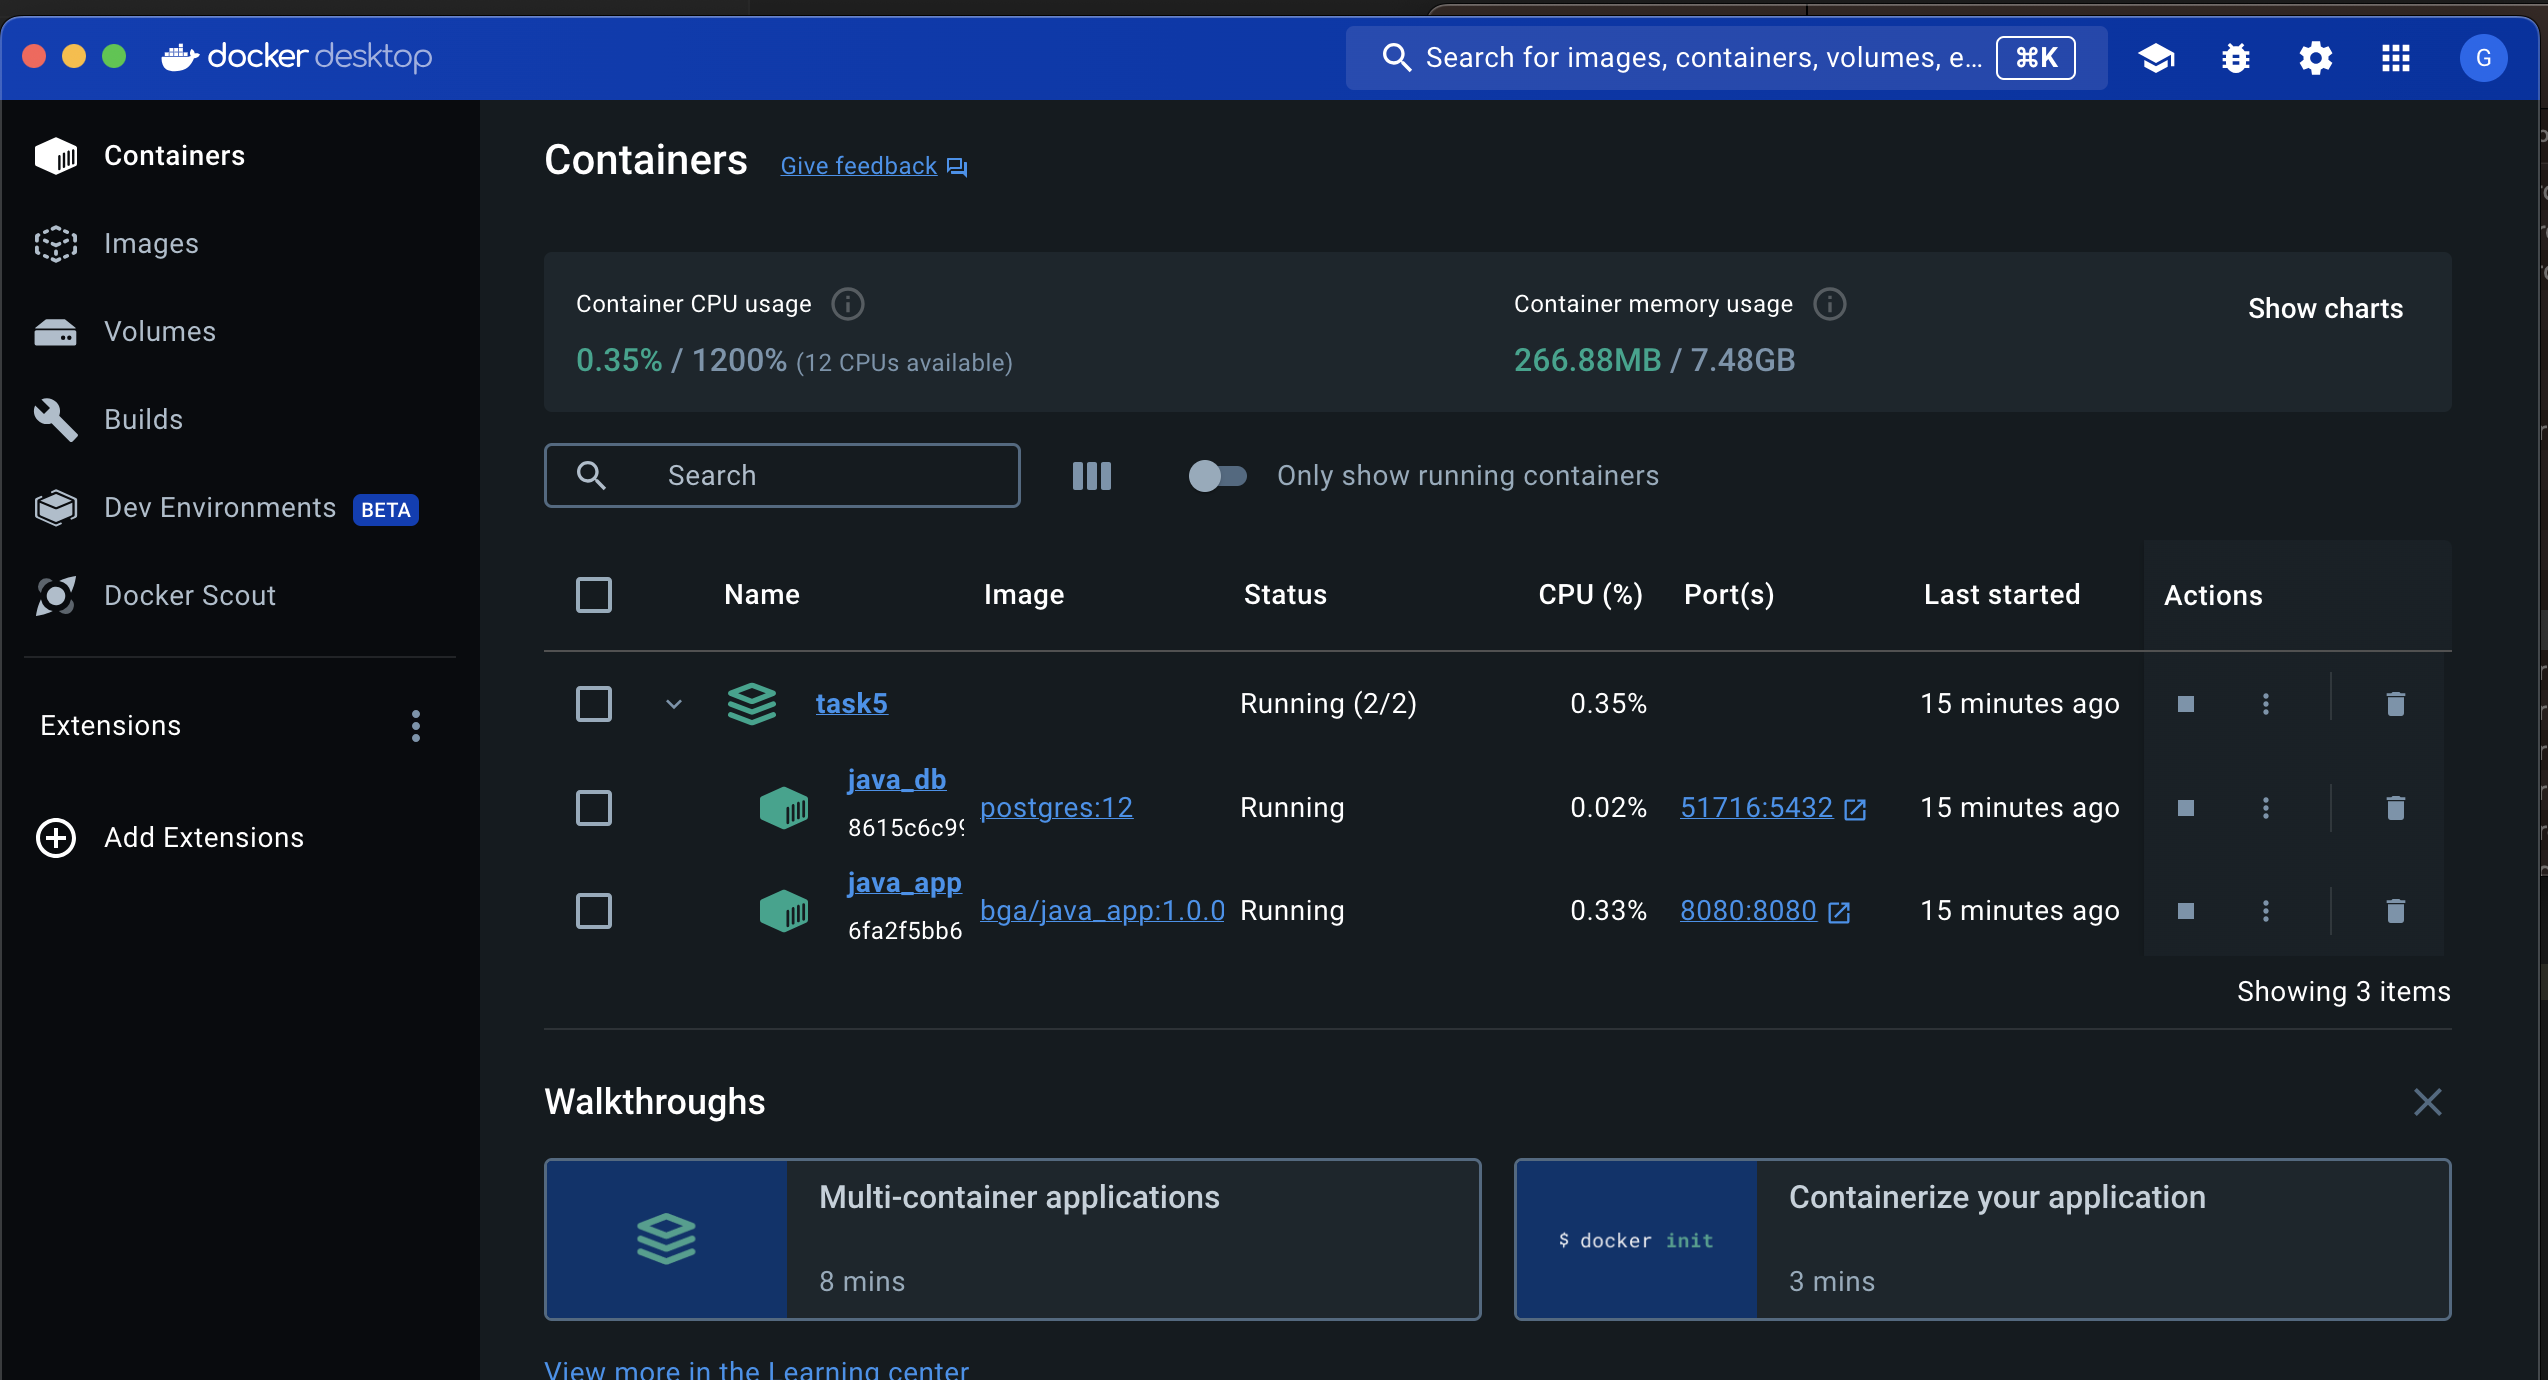 docker desktop
Search for images, containers, volumes, e... ⌘K
G
Containers
Images
Volumes
Builds
Dev Environments BETA
Docker Scout
Extensions
Add Extensions
Containers Give feedback
Container CPU usage
0.35% / 1200% (12 CPUs available)
Container memory usage
266.88MB / 7.48GB
Show charts
Search
Only show running containers
Name Image Status CPU (%) Port(s) Last started Actions
task5 Running (2/2) 0.35% 15 minutes ago
java_db
8615c6c99
postgres:12 Running 0.02% 51716:5432 15 minutes ago
java_app
6fa2f5bb6
bga/java_app:1.0.0 Running 0.33% 8080:8080 15 minutes ago
Showing 3 items
Walkthroughs
Multi-container applications
8 mins
$ docker init
Containerize your application
3 mins
View more in the Learning center